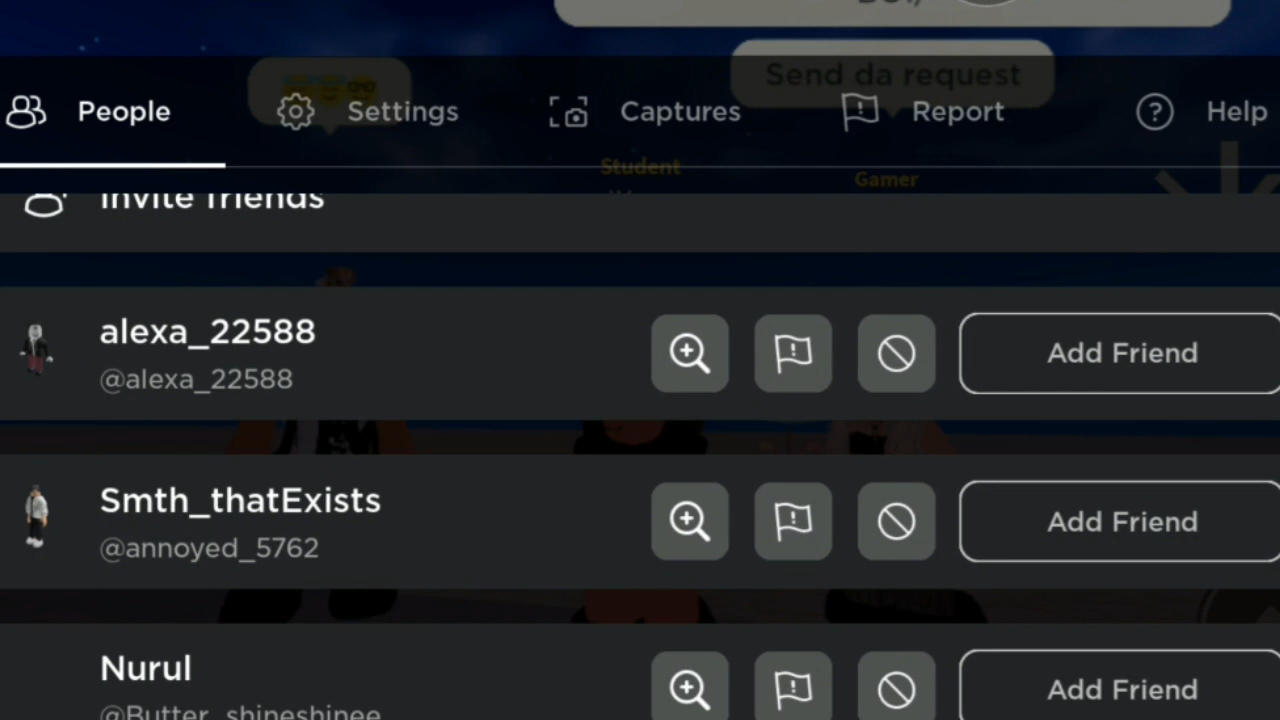 Send da request
People
Settings
Captures
Report
Help
Student
Gamer
Invite friends
alexa_22588
@alexa_22588
Add Friend
Smth_thatExists
@annoyed_5762
Add Friend
Nurul
@Butter_shineshinee
Add Friend